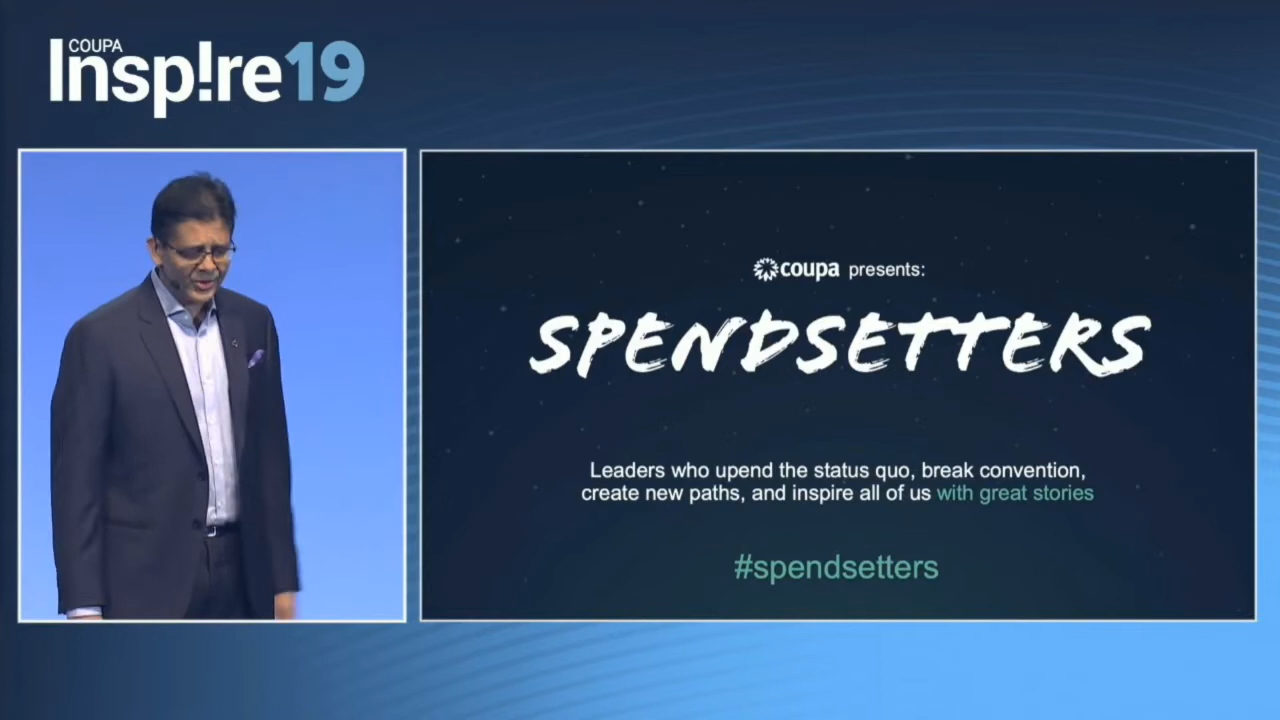 COUPA
Insp!re19
coupa presents:
SPENDSETTERS
Leaders who upend the status quo, break convention,
create new paths, and inspire all of us with great stories
#spendsetters